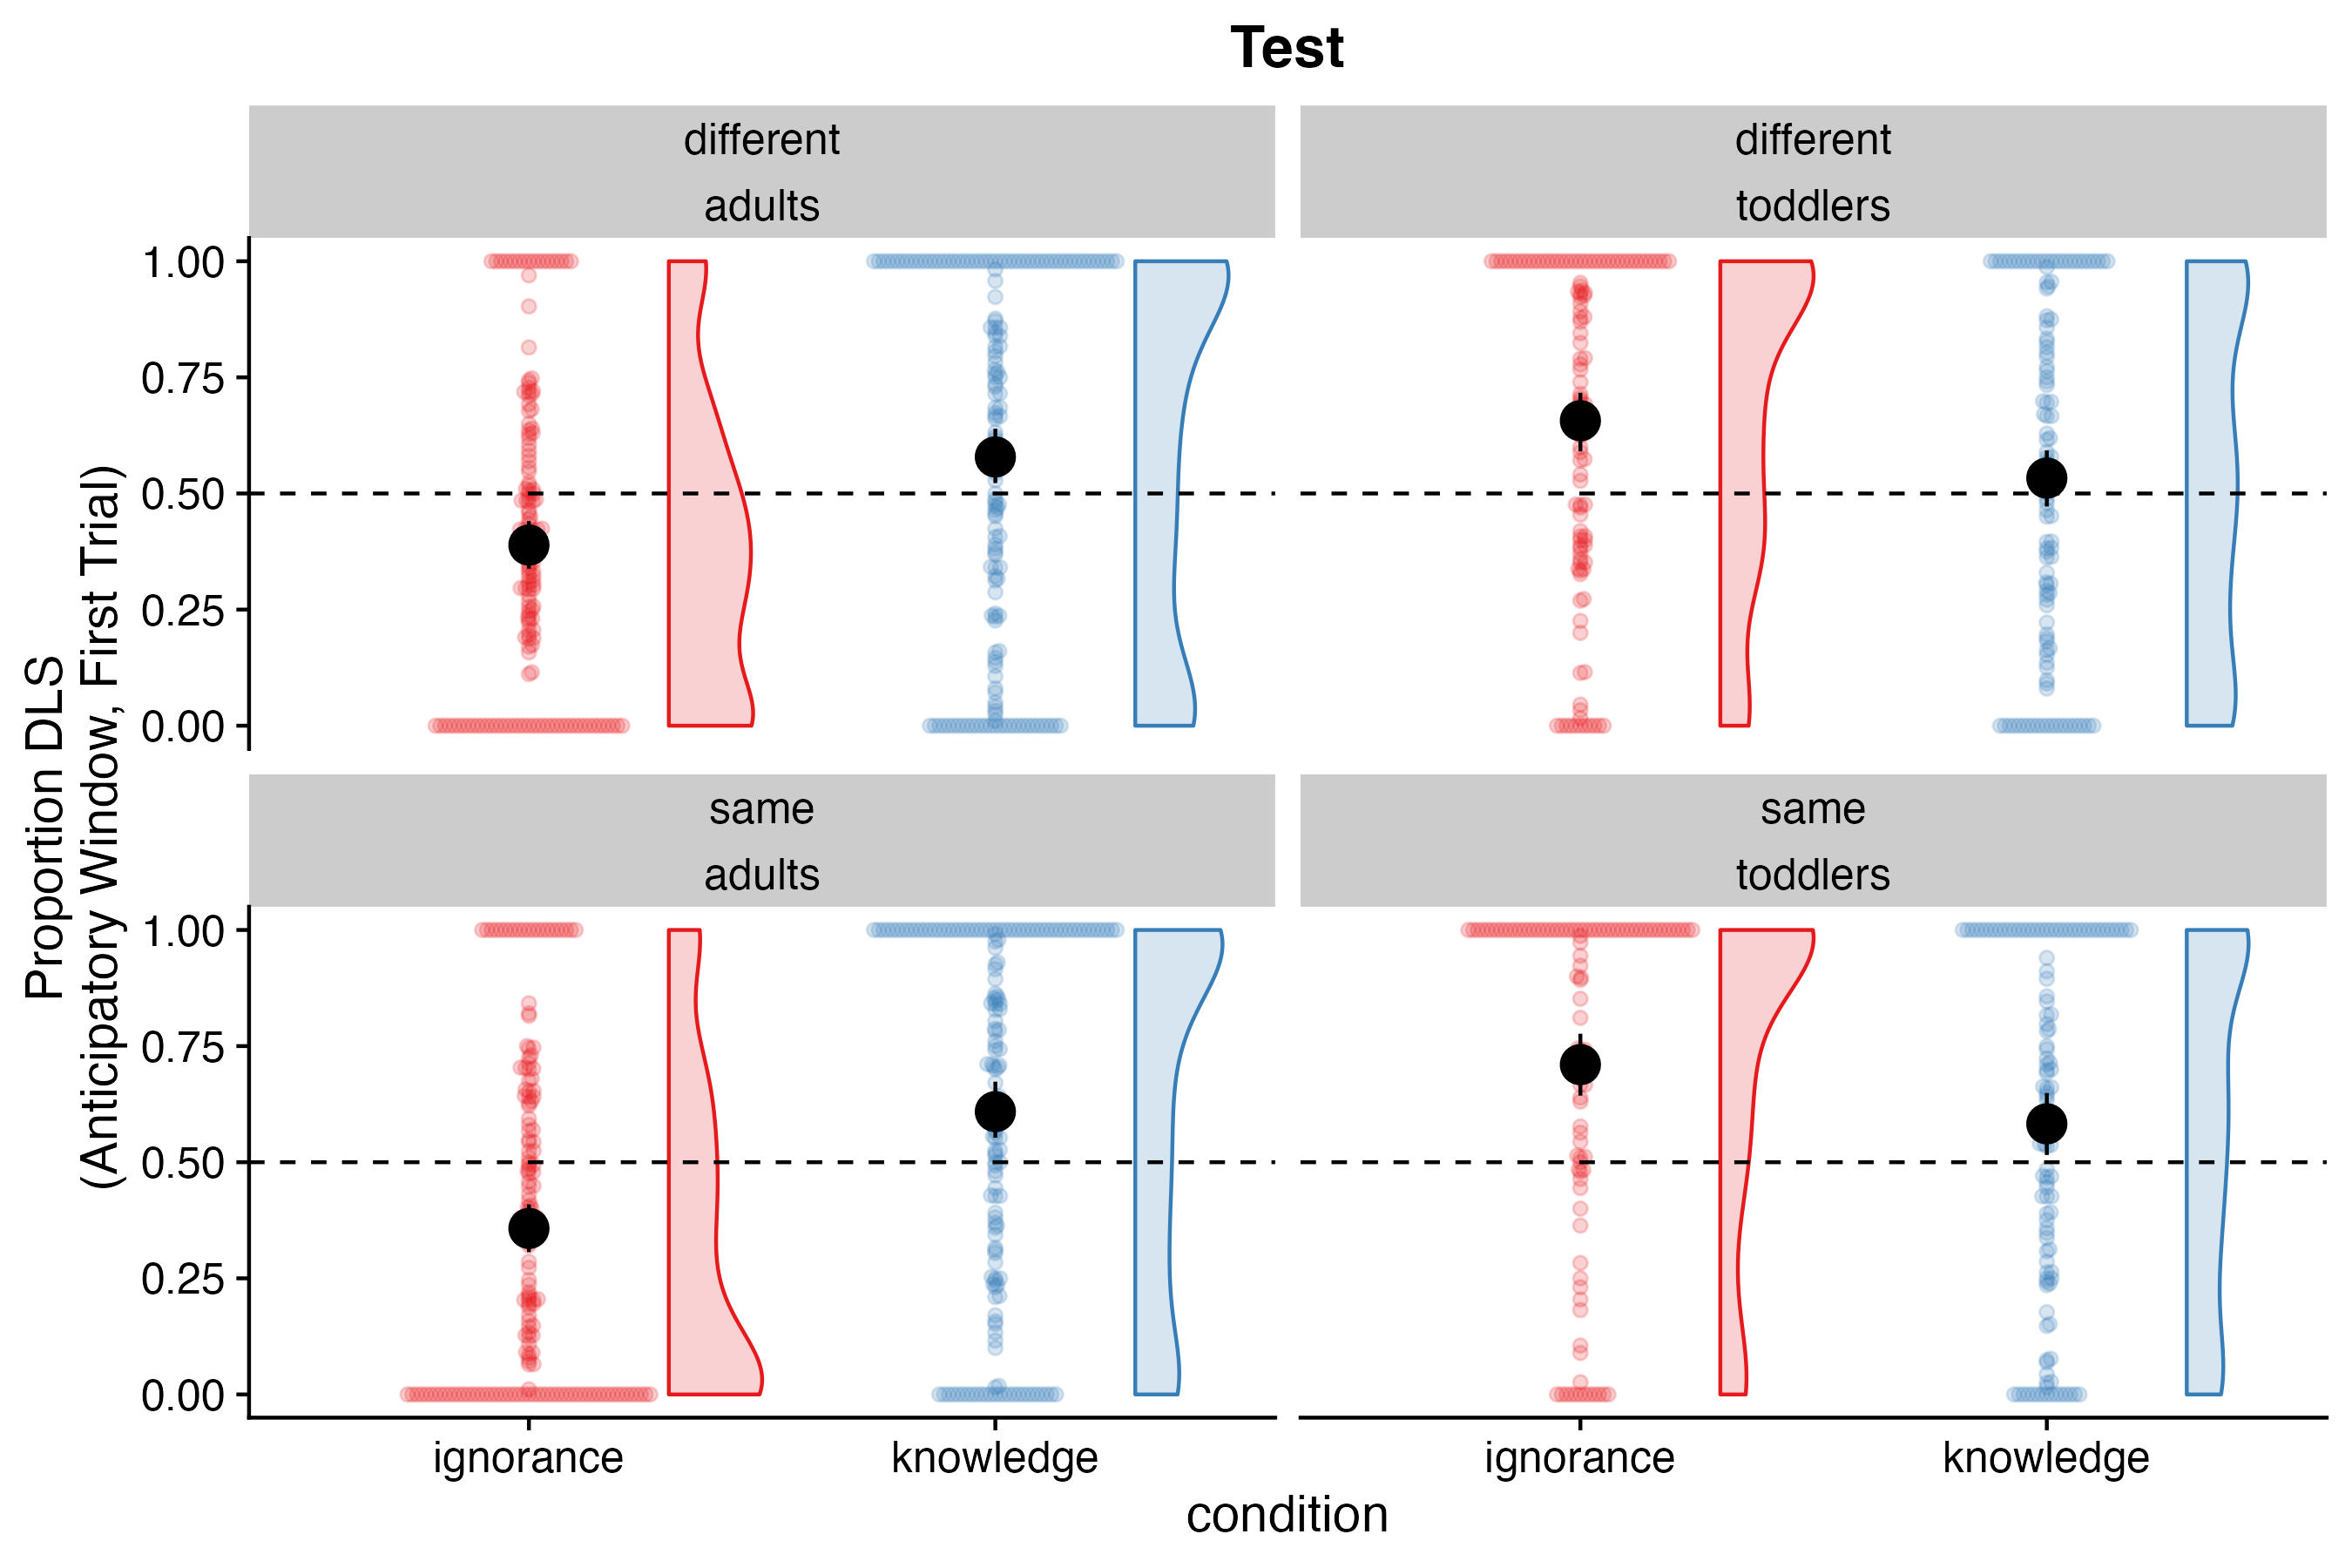 Test
different
adults
different
toddlers
1.00
0.75
0.50
0.25
0.00
same
adults
same
toddlers
1.00
0.75
0.50
0.25
0.00
Proportion DLS
(Anticipatory Window, First Trial)
ignorance
knowledge
ignorance
knowledge
condition